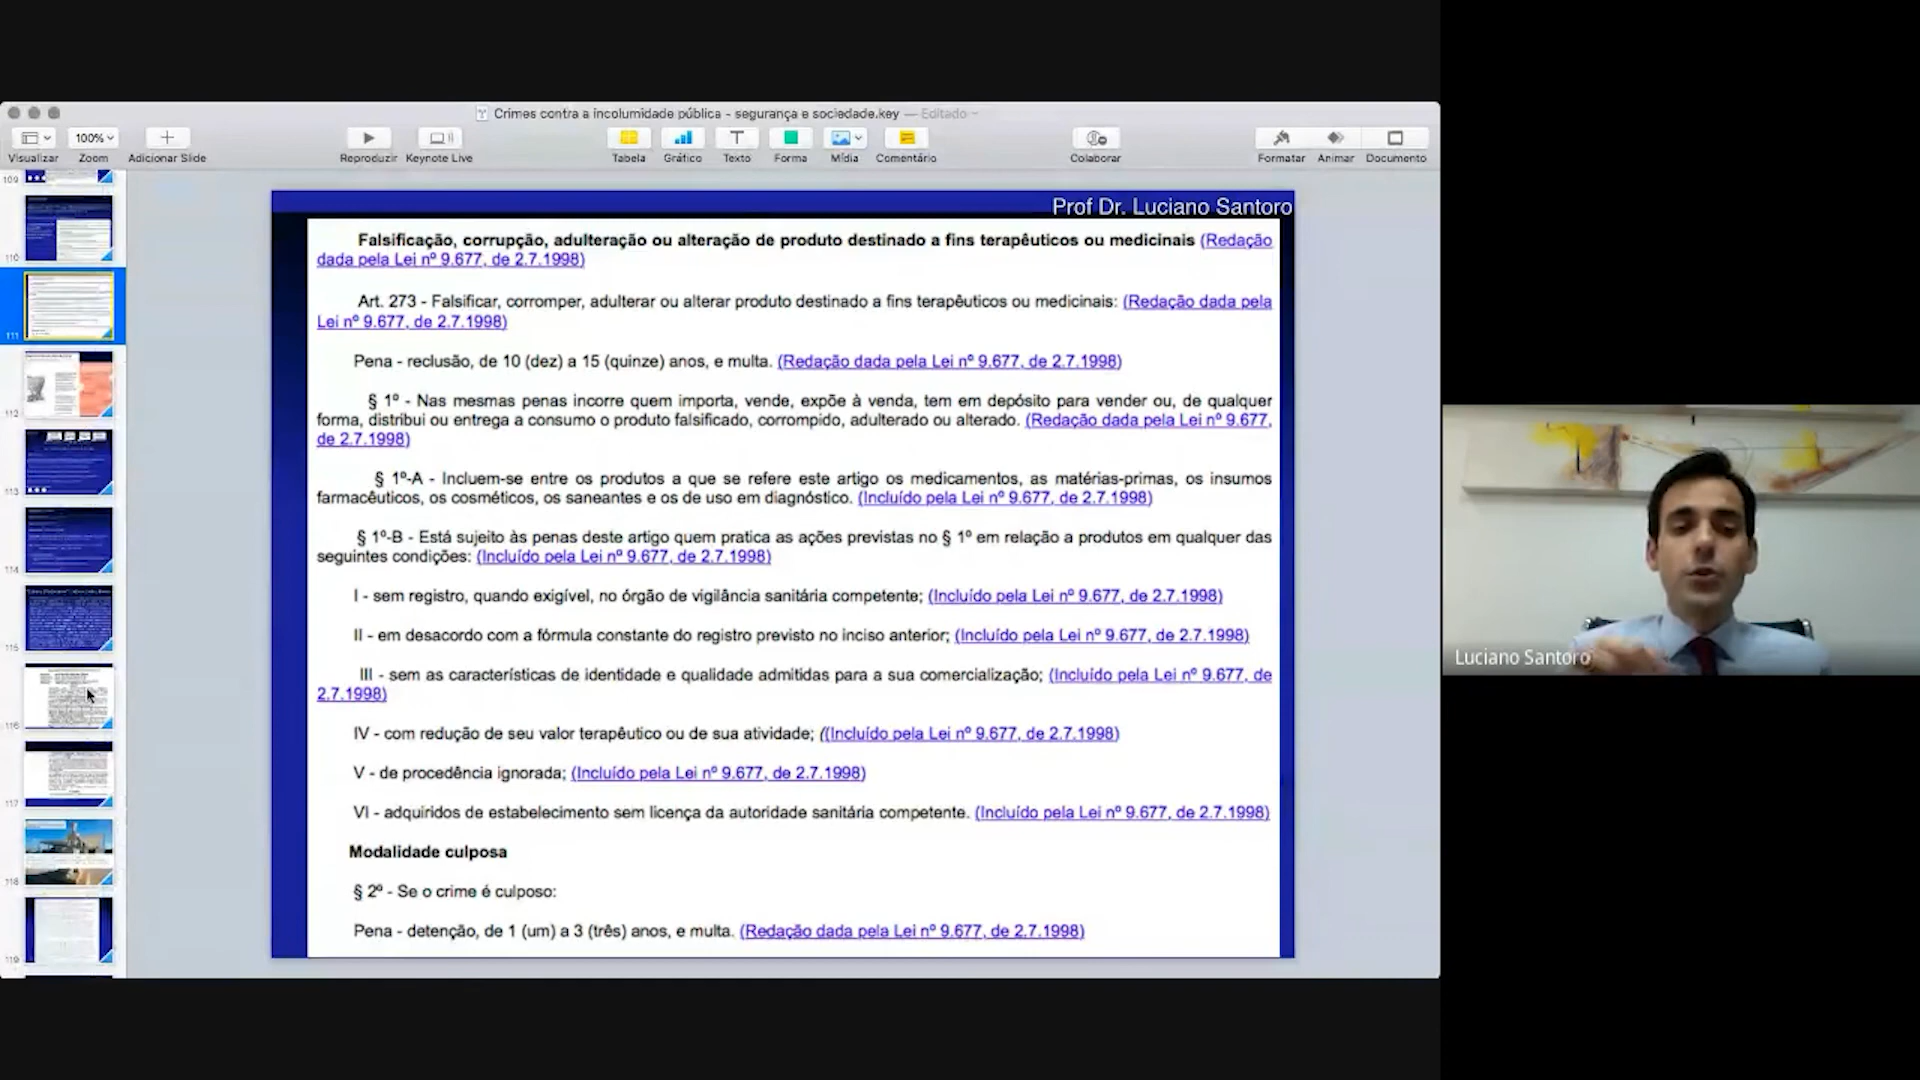 Crimes contra a incolumidade pública - segurança e sociedade.key — Editado
100%
Visualizar
Zoom
Adicionar Slide
Reproduzir
Keynote Live
Tabela
Gráfico
Texto
Forma
Mídia
Comentário
Colaborar
Formatar
Animar
Documento
109
110
111
112
113
114
115
116
117
118
119
Prof Dr. Luciano Santoro
Falsificação, corrupção, adulteração ou alteração de produto destinado a fins terapêuticos ou medicinais (Redação
dada pela Lei nº 9.677, de 2.7.1998)
Art. 273 - Falsificar, corromper, adulterar ou alterar produto destinado a fins terapêuticos ou medicinais: (Redação dada pela
Lei nº 9.677, de 2.7.1998)
Pena - reclusão, de 10 (dez) a 15 (quinze) anos, e multa. (Redação dada pela Lei nº 9.677, de 2.7.1998)
§ 1º - Nas mesmas penas incorre quem importa, vende, expõe à venda, tem em depósito para vender ou, de qualquer
forma, distribui ou entrega a consumo o produto falsificado, corrompido, adulterado ou alterado. (Redação dada pela Lei nº 9.677,
de 2.7.1998)
§ 1º-A - Incluem-se entre os produtos a que se refere este artigo os medicamentos, as matérias-primas, os insumos
farmacêuticos, os cosméticos, os saneantes e os de uso em diagnóstico. (Incluído pela Lei nº 9.677, de 2.7.1998)
§ 1º-B - Está sujeito às penas deste artigo quem pratica as ações previstas no § 1º em relação a produtos em qualquer das
seguintes condições: (Incluído pela Lei nº 9.677, de 2.7.1998)
I - sem registro, quando exigível, no órgão de vigilância sanitária competente; (Incluído pela Lei nº 9.677, de 2.7.1998)
II - em desacordo com a fórmula constante do registro previsto no inciso anterior; (Incluído pela Lei nº 9.677, de 2.7.1998)
III - sem as características de identidade e qualidade admitidas para a sua comercialização; (Incluído pela Lei nº 9.677, de
2.7.1998)
IV - com redução de seu valor terapêutico ou de sua atividade; ((Incluído pela Lei nº 9.677, de 2.7.1998)
V - de procedência ignorada; (Incluído pela Lei nº 9.677, de 2.7.1998)
VI - adquiridos de estabelecimento sem licença da autoridade sanitária competente. (Incluído pela Lei nº 9.677, de 2.7.1998)
Modalidade culposa
§ 2º - Se o crime é culposo:
Pena - detenção, de 1 (um) a 3 (três) anos, e multa. (Redação dada pela Lei nº 9.677, de 2.7.1998)
Luciano Santoro